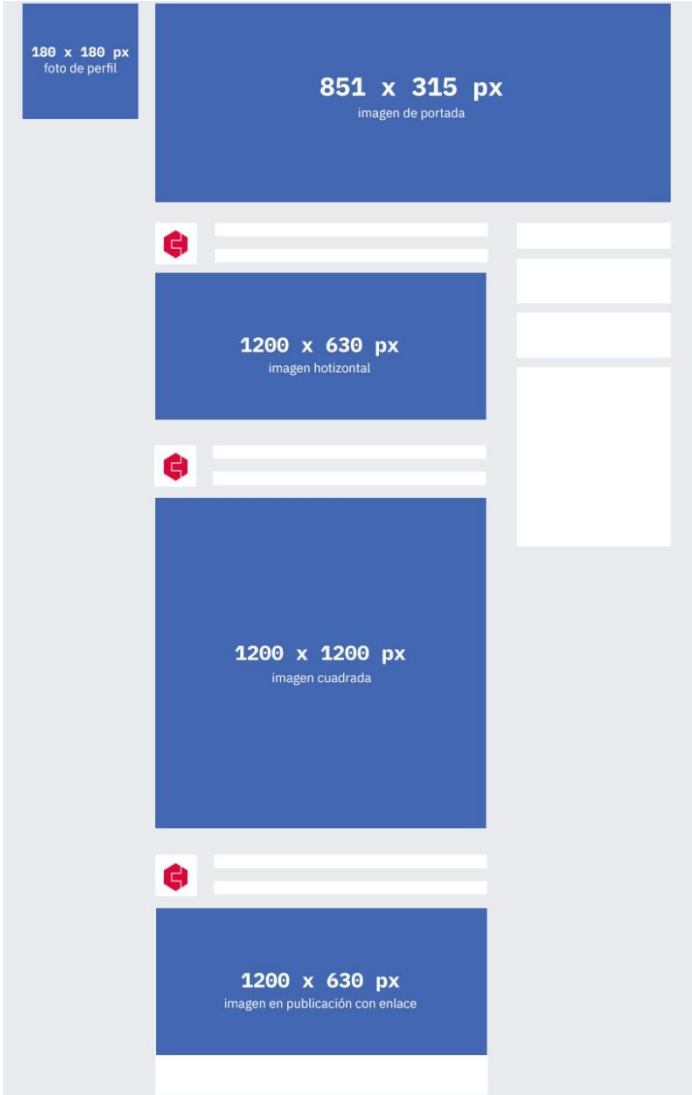 180 x 180 px
foto de perfil
851 x 315 px
imagen de portada
1200 x 630 px
imagen hotizontal
1200 x 1200 px
imagen cuadrada
1200 x 630 px
imagen en publicación con enlace